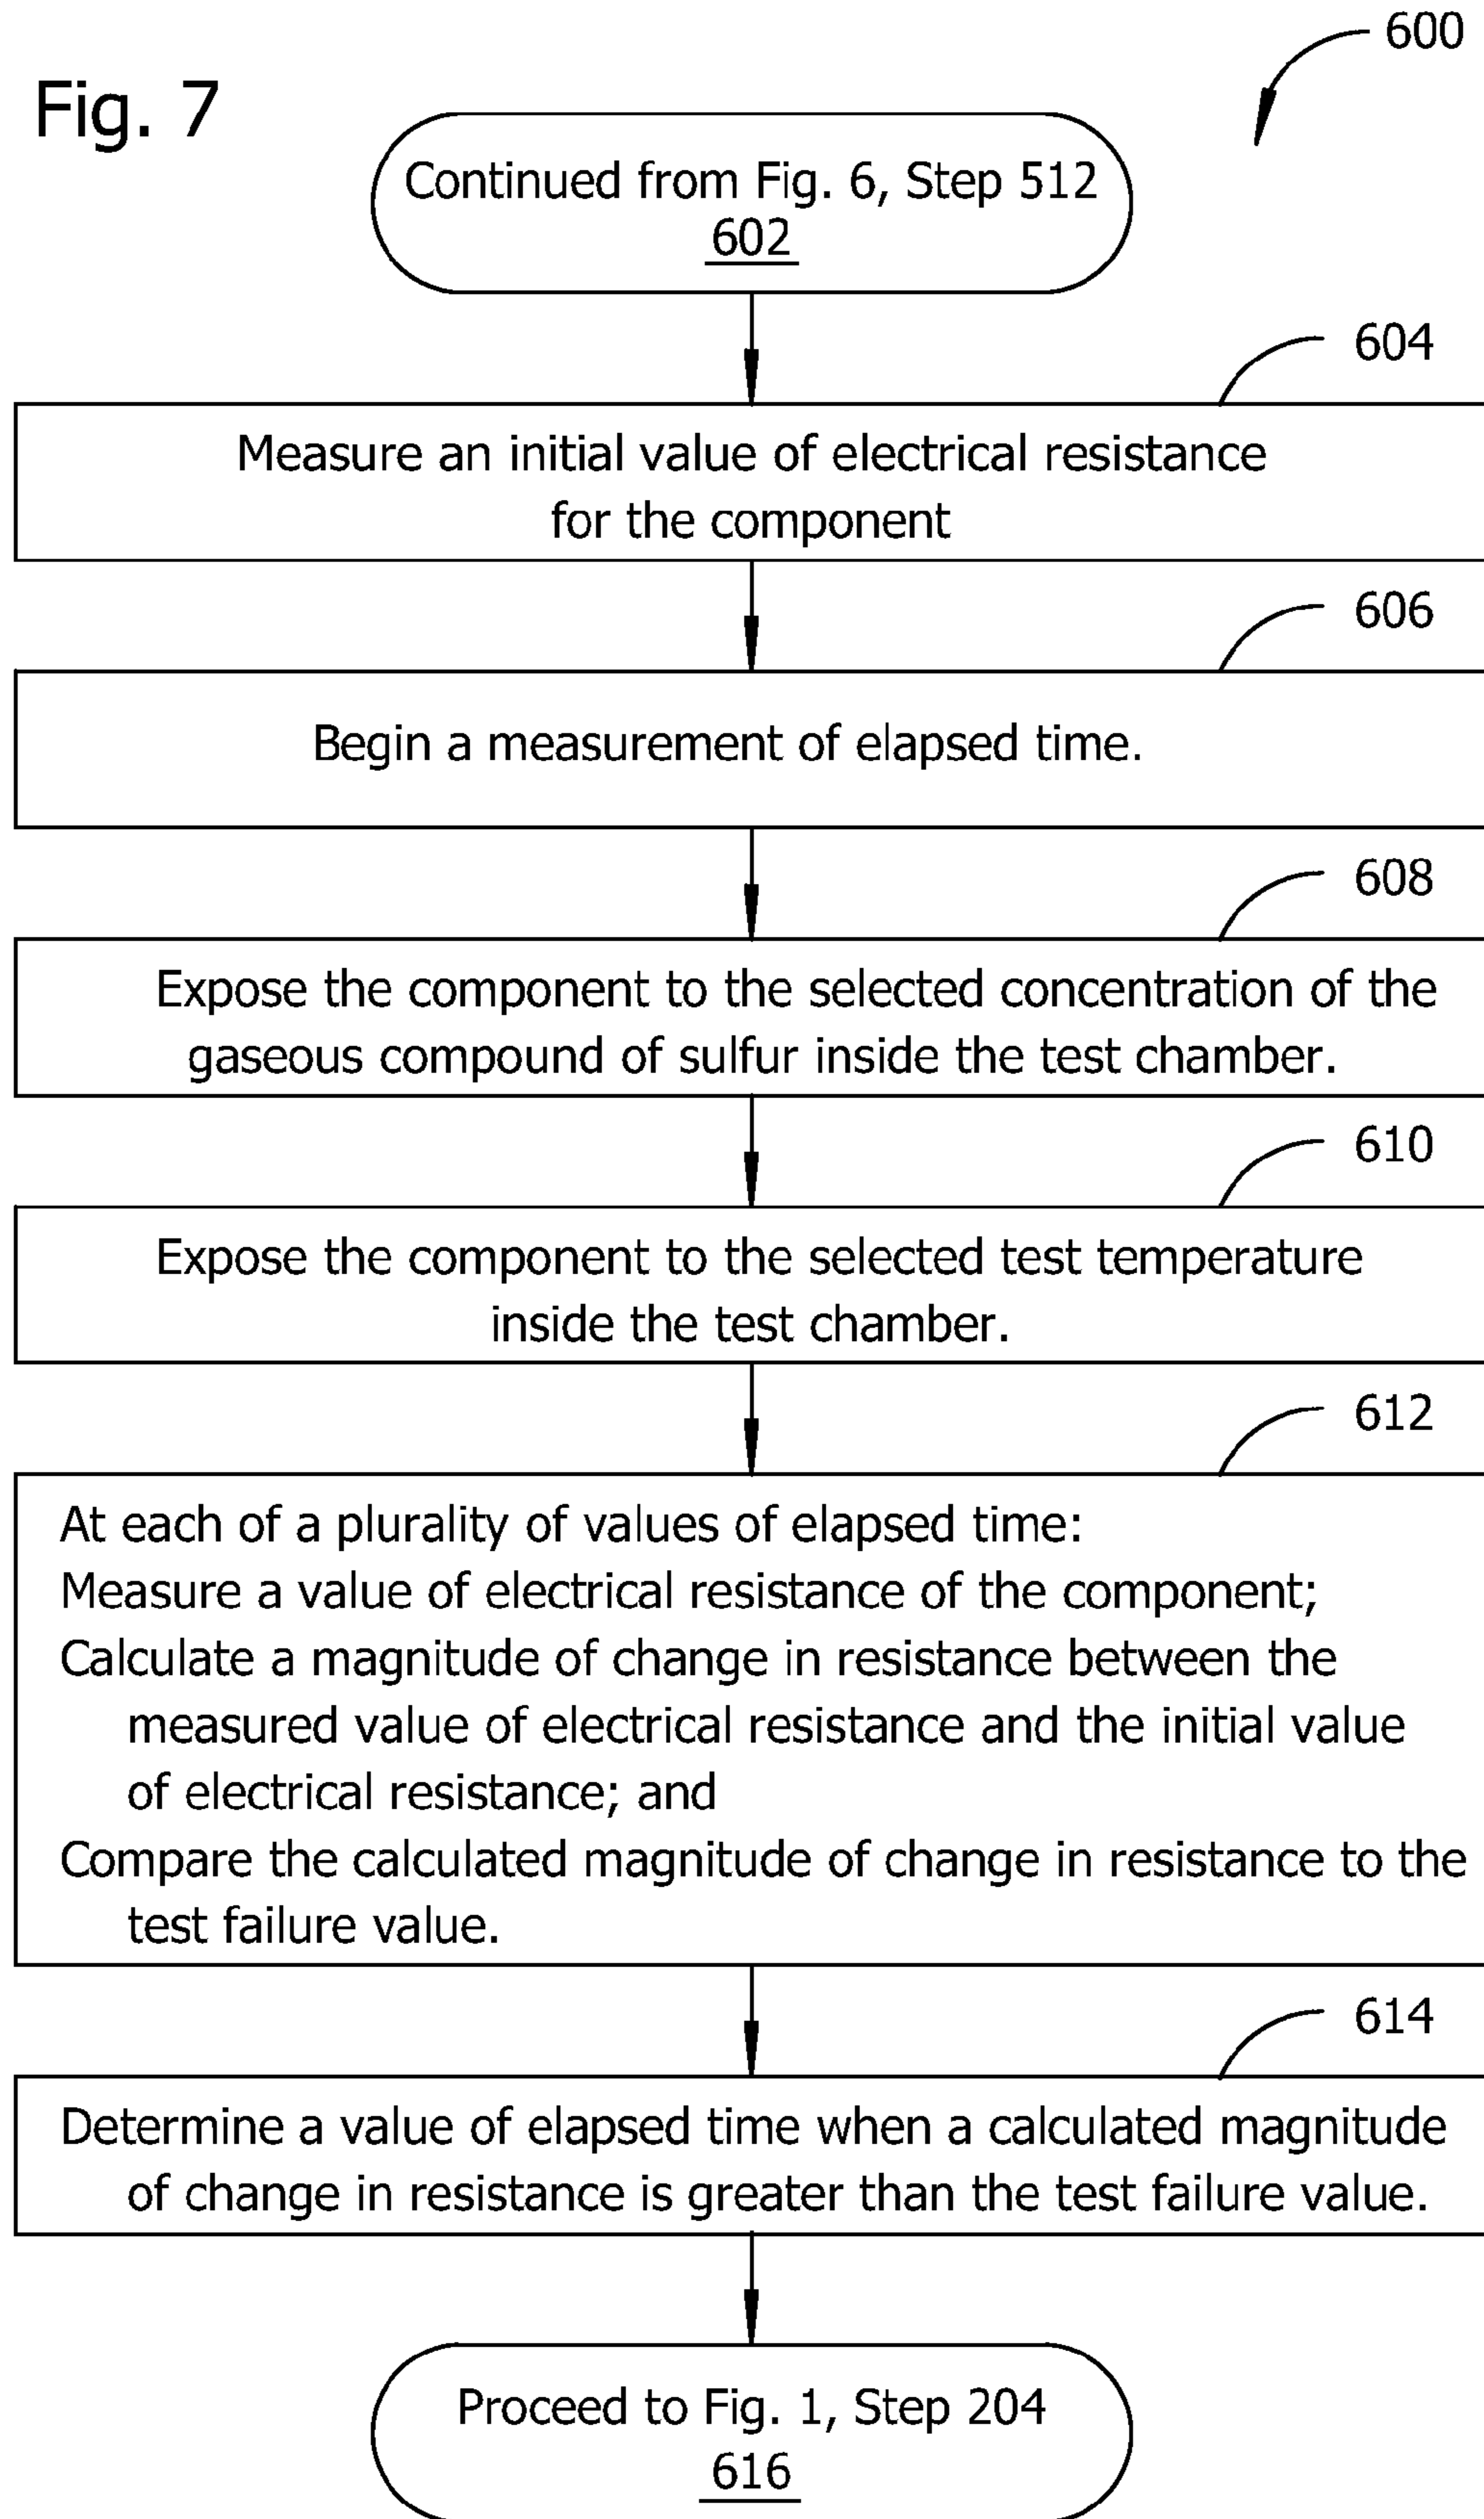 600
Fig. 7
Continued from Fig. 6, Step 512
602
604
Measure an initial value of electrical resistance
for the component
606
Begin a measurement of elapsed time.
608
Expose the component to the selected concentration of the
gaseous compound of sulfur inside the test chamber.
610
Expose the component to the selected test temperature
inside the test chamber.
612
At each of a plurality of values of elapsed time:
Measure a value of electrical resistance of the component;
Calculate a magnitude of change in resistance between the
measured value of electrical resistance and the initial value
of electrical resistance; and
Compare the calculated magnitude of change in resistance to the
test failure value.
614
Determine a value of elapsed time when a calculated magnitude
of change in resistance is greater than the test failure value.
Proceed to Fig. 1, Step 204
616